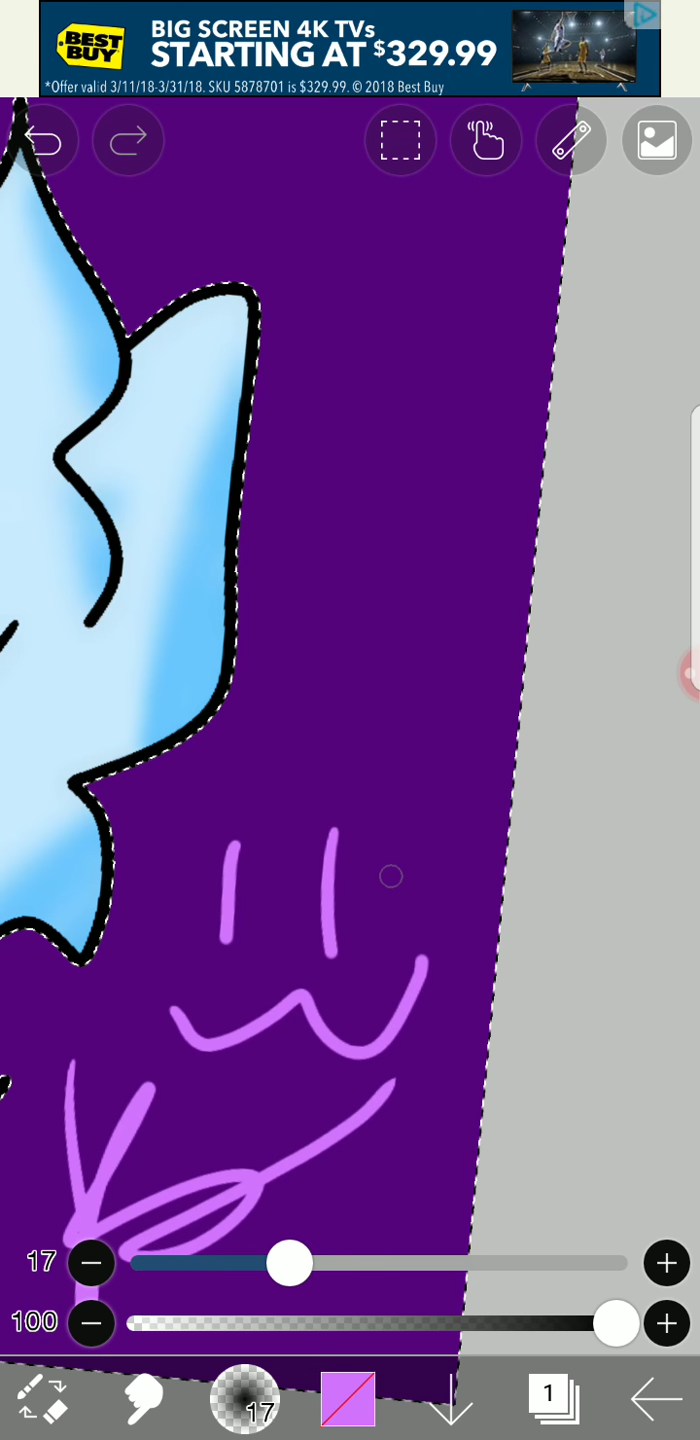 BEST
BUY
BIG SCREEN 4K TVs
STARTING AT $329.99
*Offer valid 3/11/18-3/31/18. SKU 5878701 is $329.99. © 2018 Best Buy
17
100
17
1